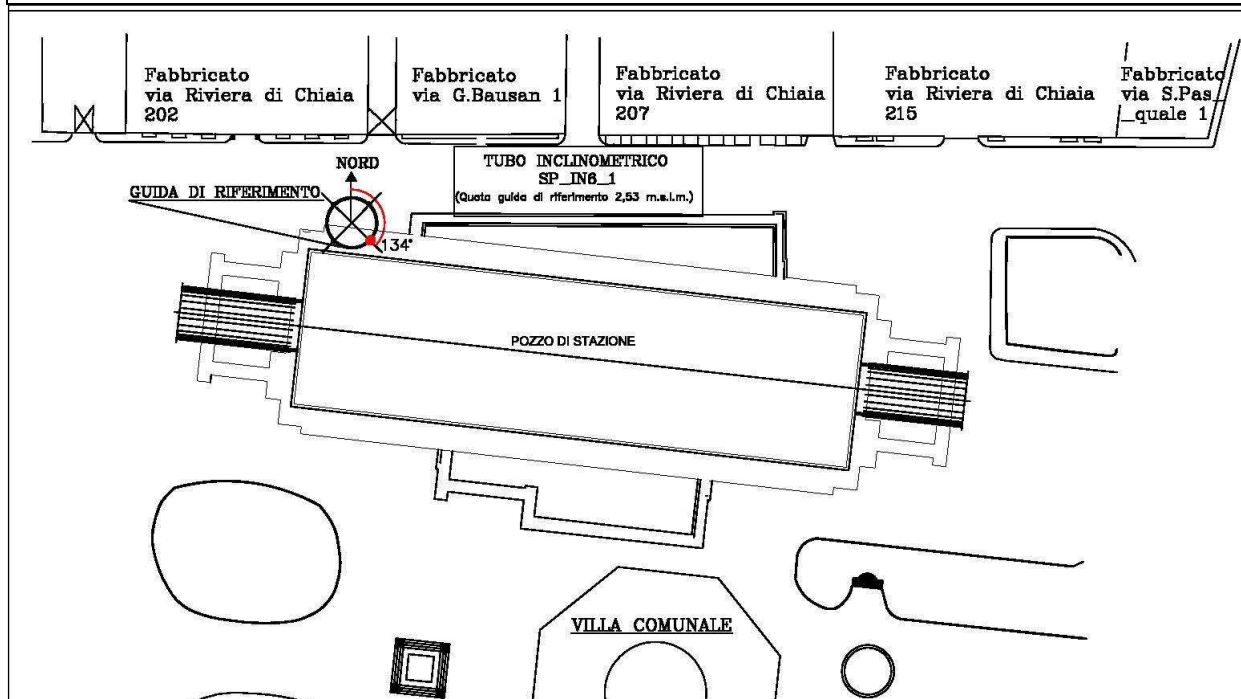 Fabbricato
via Riviera di Chiaia
202
Fabbricato
via G.Bausan 1
Fabbricato
via Riviera di Chiaia
207
Fabbricato
via Riviera di Chiaia
215
Fabbricato
via S.Pas
_quale 1
TUBO INCLINOMETRICO
SP_IN6_1
(Quota guida di riferimento 2,53 m.s.l.m.)
NORD
GUIDA DI RIFERIMENTO
134°
POZZO DI STAZIONE
VILLA COMUNALE